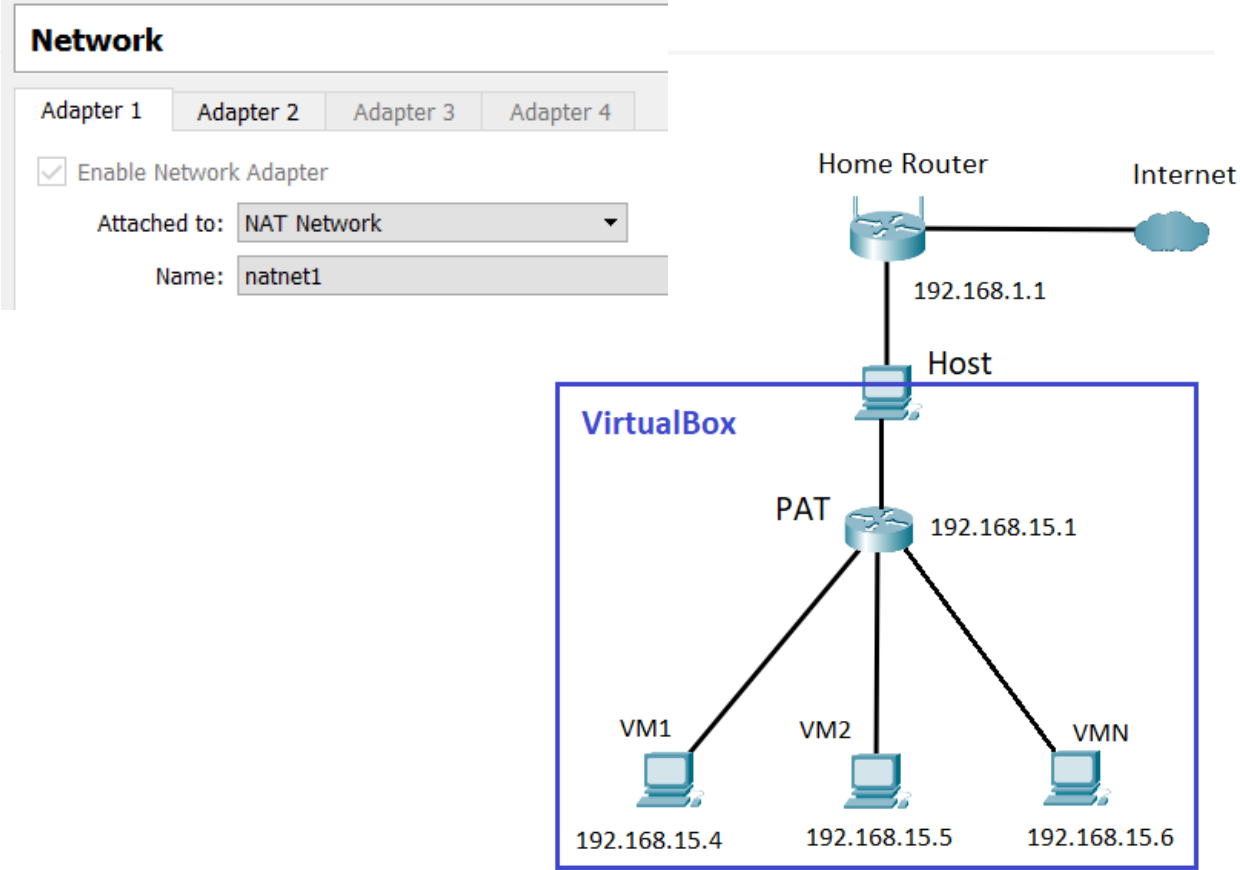 Network
Adapter 1 Adapter 2 Adapter 3 Adapter 4
Enable Network Adapter
Attached to: NAT Network
Name: natnet1
Home Router
Internet
192.168.1.1
Host
VirtualBox
PAT
192.168.15.1
VM1
VM2
VMN
192.168.15.4
192.168.15.5
192.168.15.6